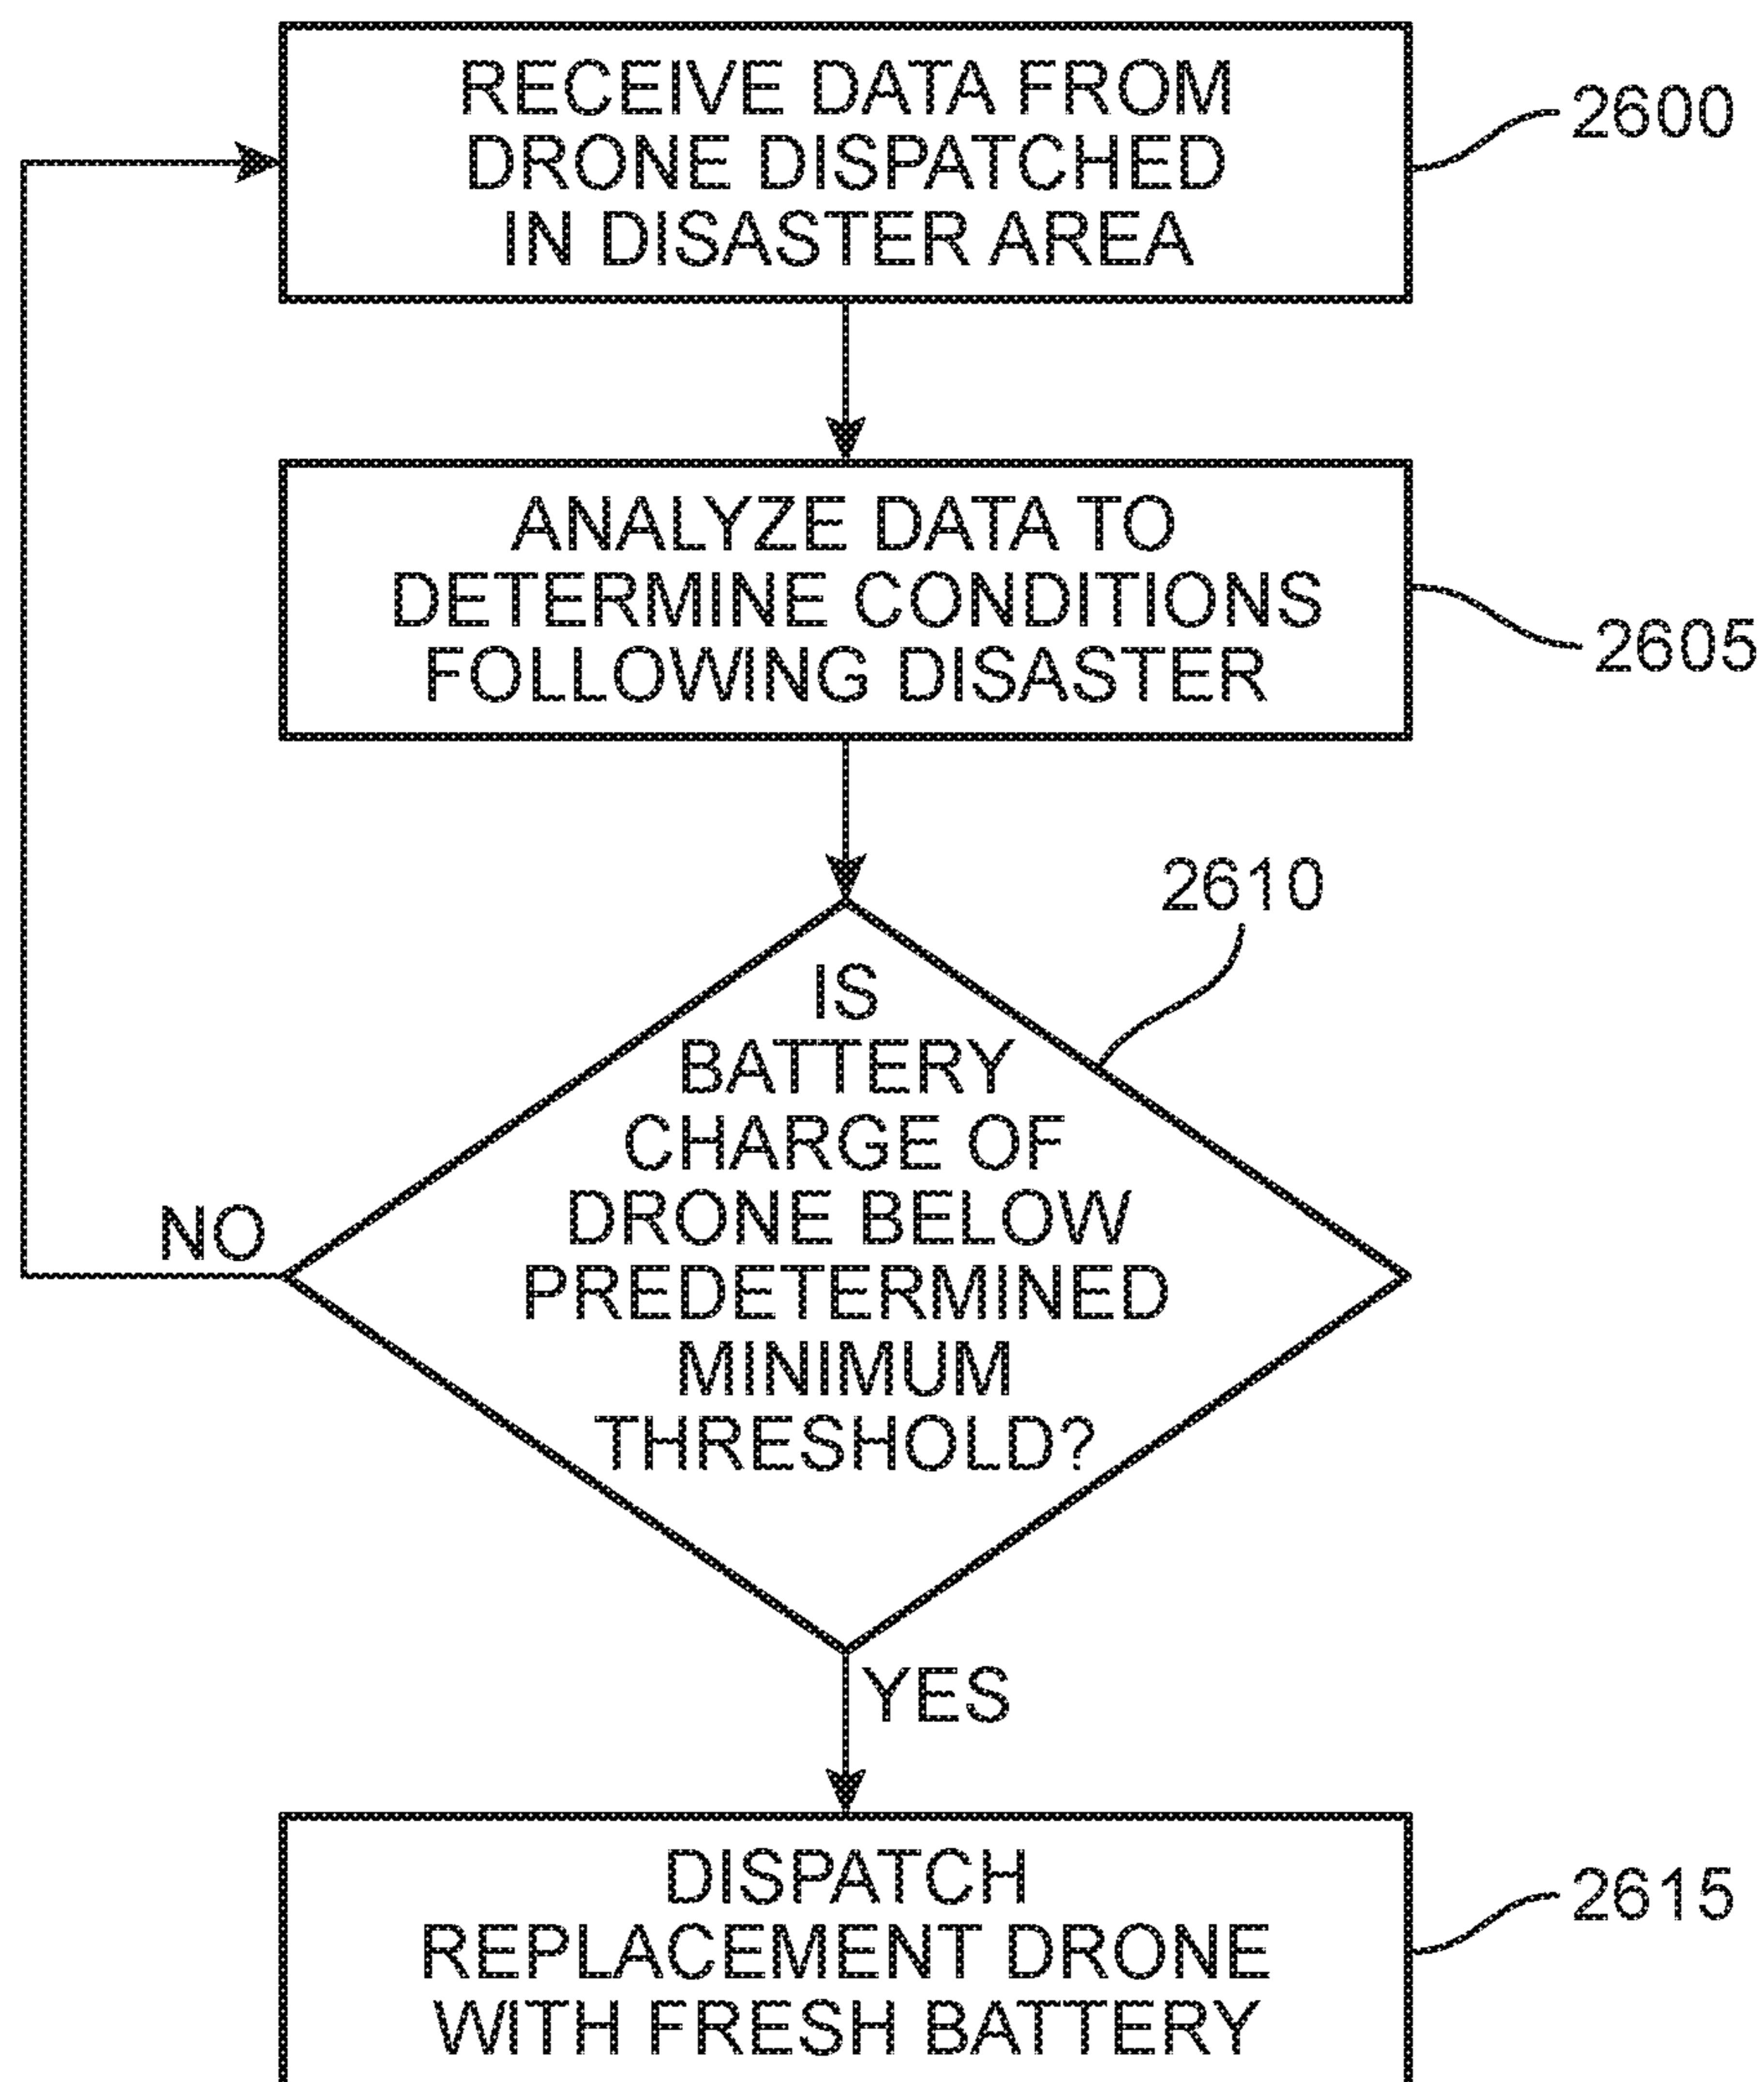 RECEIVE DATA FROM
DRONE DISPATCHED
IN DISASTER AREA
2600
ANALYZE DATA TO
DETERMINE CONDITIONS
FOLLOWING DISASTER
2605
2610
IS
BATTERY
CHARGE OF
DRONE BELOW
PREDETERMINED
MINIMUM
THRESHOLD?
NO
YES
DISPATCH
REPLACEMENT DRONE
WITH FRESH BATTERY
2615